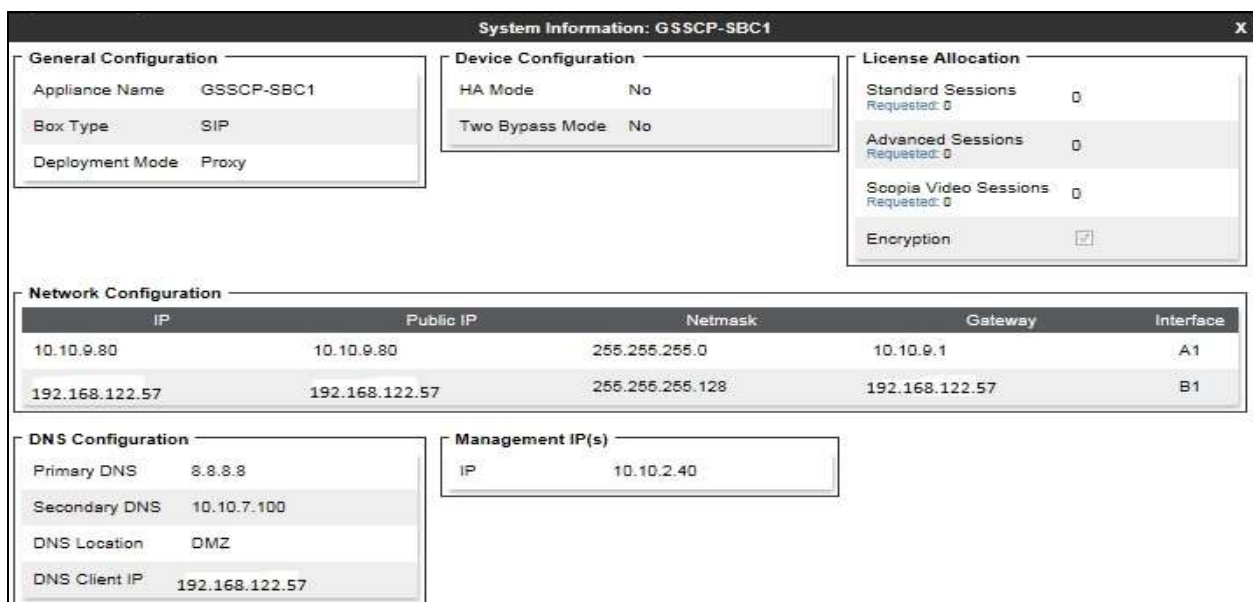 System Information: GSSCP-SBC1 X
General Configuration
Appliance Name GSSCP-SBC1
Box Type SIP
Deployment Mode Proxy
Device Configuration
HA Mode No
Two Bypass Mode No
License Allocation
Standard Sessions 0
Requested: 0
Advanced Sessions 0
Requested: 0
Scopia Video Sessions 0
Requested: 0
Encryption
Network Configuration
IP Public IP Netmask Gateway Interface
10.10.9.80 10.10.9.80 255.255.255.0 10.10.9.1 A1
192.168.122.57 192.168.122.57 255.255.255.128 192.168.122.57 B1
DNS Configuration
Primary DNS 8.8.8.8
Secondary DNS 10.10.7.100
DNS Location DMZ
DNS Client IP 192.168.122.57
Management IP(s)
IP 10.10.2.40